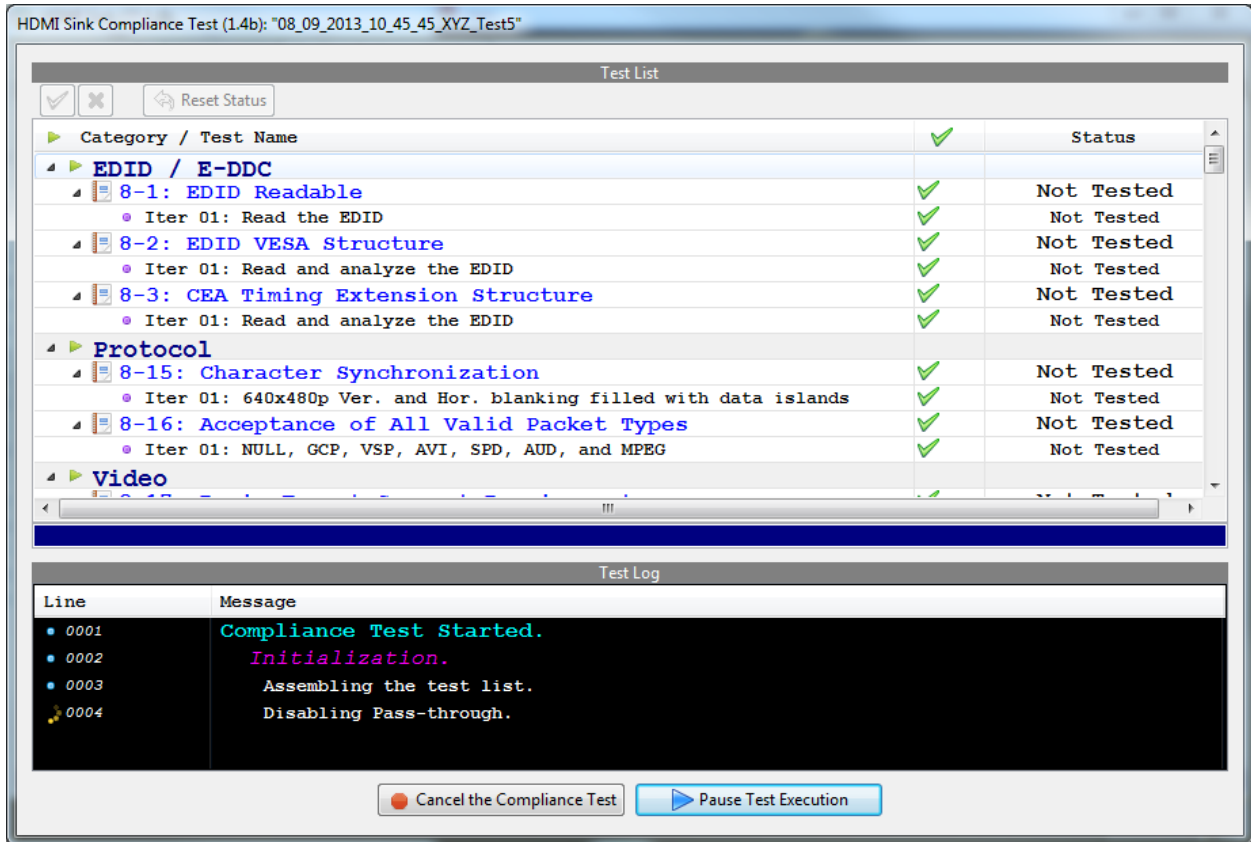 HDMI Sink Compliance Test (1.4b): "08_09_2013_10_45_45_XYZ_Test5"
Test List
Reset Status
Category / Test Name Status
EDID / E-DDC
8-1: EDID Readable Not Tested
Iter 01: Read the EDID Not Tested
8-2: EDID VESA Structure Not Tested
Iter 01: Read and analyze the EDID Not Tested
8-3: CEA Timing Extension Structure Not Tested
Iter 01: Read and analyze the EDID Not Tested
Protocol
8-15: Character Synchronization Not Tested
Iter 01: 640x480p Ver. and Hor. blanking filled with data islands Not Tested
8-16: Acceptance of All Valid Packet Types Not Tested
Iter 01: NULL, GCP, VSP, AVI, SPD, AUD, and MPEG Not Tested
Video
Test Log
Line Message
0001 Compliance Test Started.
0002 Initialization.
0003 Assembling the test list.
0004 Disabling Pass-through.
Cancel the Compliance Test Pause Test Execution